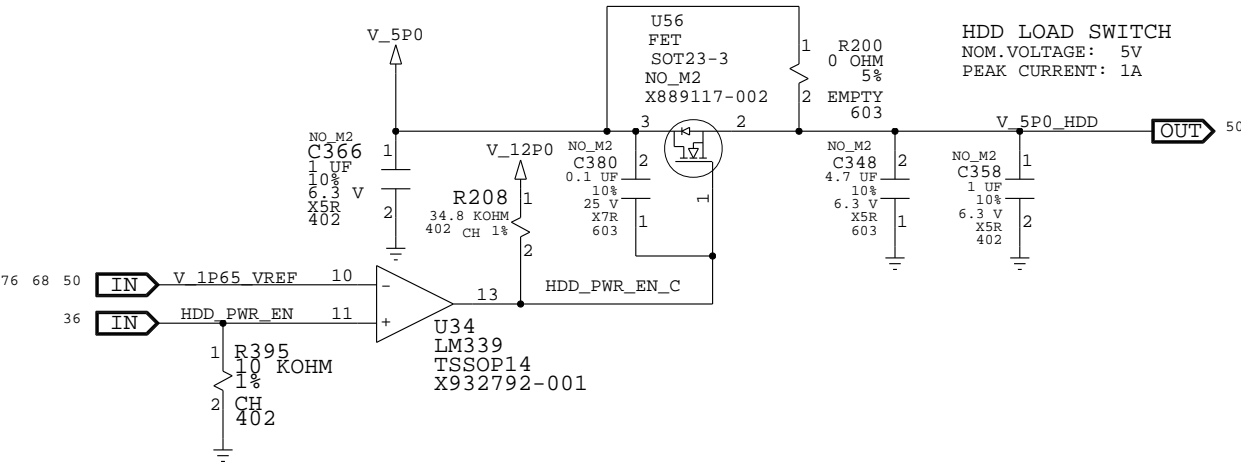 HDD LOAD SWITCH
NOM.VOLTAGE: 5V
PEAK CURRENT: 1A
V_5P0
U56
FET
SOT23-3
NO_M2
X889117-002
3
2
1
1
R200
0 OHM
5%
2
EMPTY
603
V_5P0_HDD
OUT
50
NO_M2
C366
1
1 UF
10%
6.3 V
X5R
2
402
V_12P0
R208
1
34.8 KOHM
402 CH 1%
2
NO_M2
C380
2
0.1 UF
10%
25 V
X7R
1
603
NO_M2
C348
2
4.7 UF
10%
6.3 V
X5R
1
603
NO_M2
C358
1
1 UF
10%
6.3 V
X5R
2
402
76 68 50
IN
V_1P65_VREF
10
-
36
IN
HDD_PWR_EN
11
+
13
HDD_PWR_EN_C
U34
LM339
TSSOP14
X932792-001
1
R395
10 KOHM
1%
2
CH
402